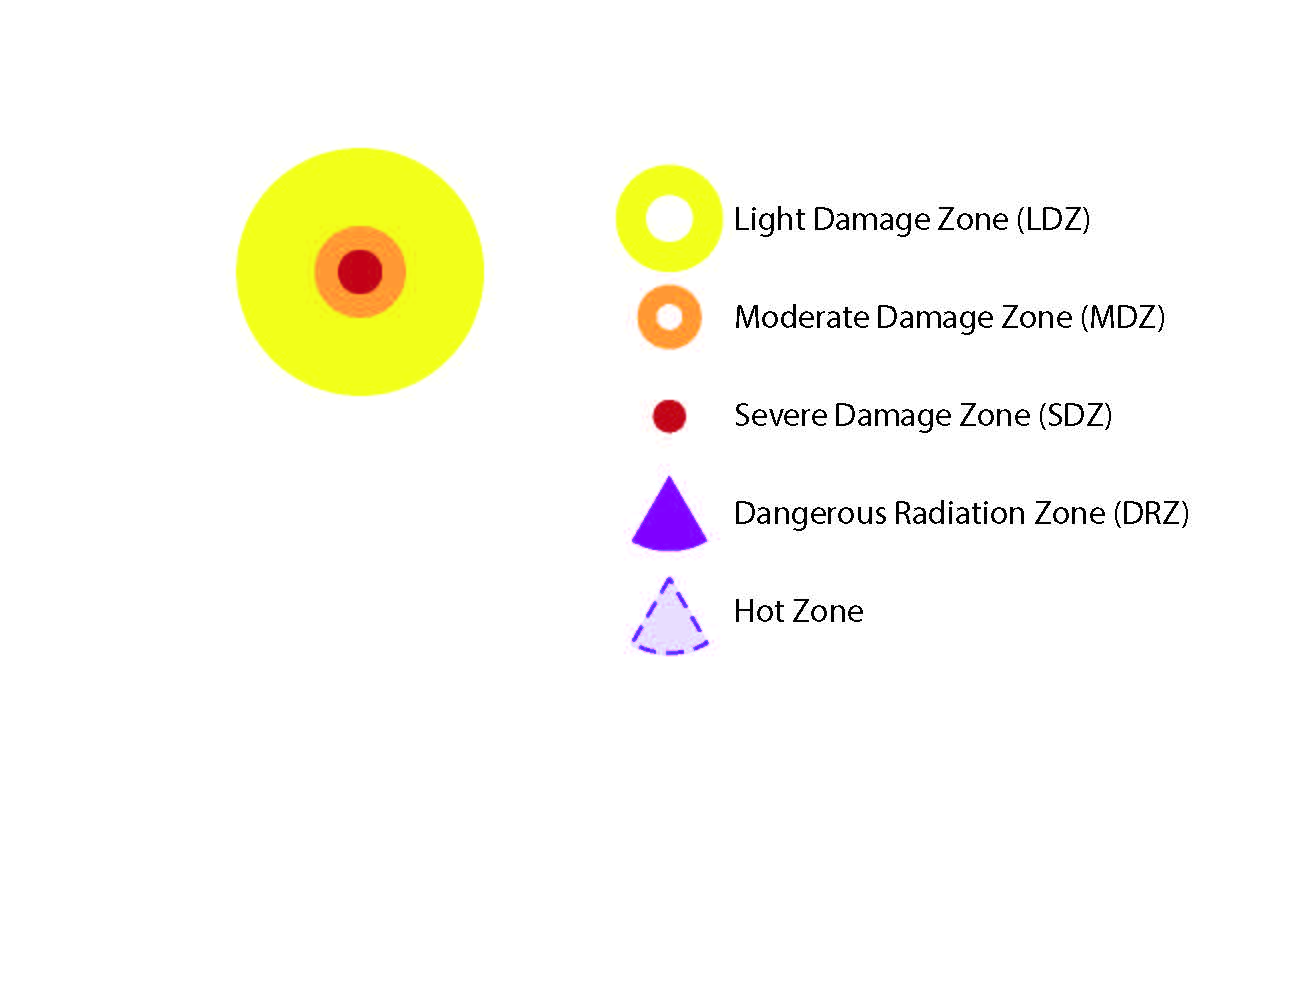 Light Damage Zone (LDZ)
Moderate Damage Zone (MDZ)
Severe Damage Zone (SDZ)
Dangerous Radiation Zone (DRZ)
Hot Zone